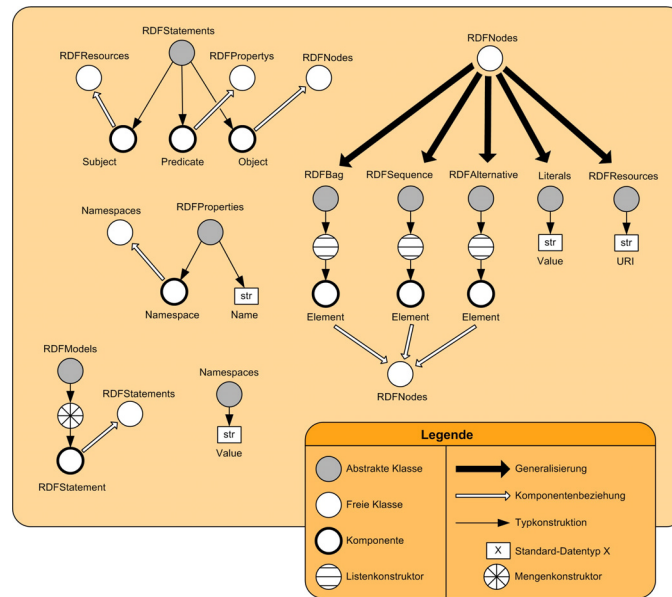 RDFStatements
RDFResources
RDFPropertys
RDFNodes
Subject
Predicate
Object
RDFNodes
RDFBag
RDFSequence
RDFAlternative
Literals
RDFResources
str
str
Value
URI
Element
Element
Element
RDFNodes
Namespaces
RDFProperties
Namespace
str
Name
RDFModels
RDFStatements
RDFStatement
Namespaces
str
Value
Legende
Abstrakte Klasse
Freie Klasse
Komponente
Listenkonstruktor
Generalisierung
Komponentenbeziehung
Typkonstruktion
X
Standard-Datentyp X
Mengenkonstruktor